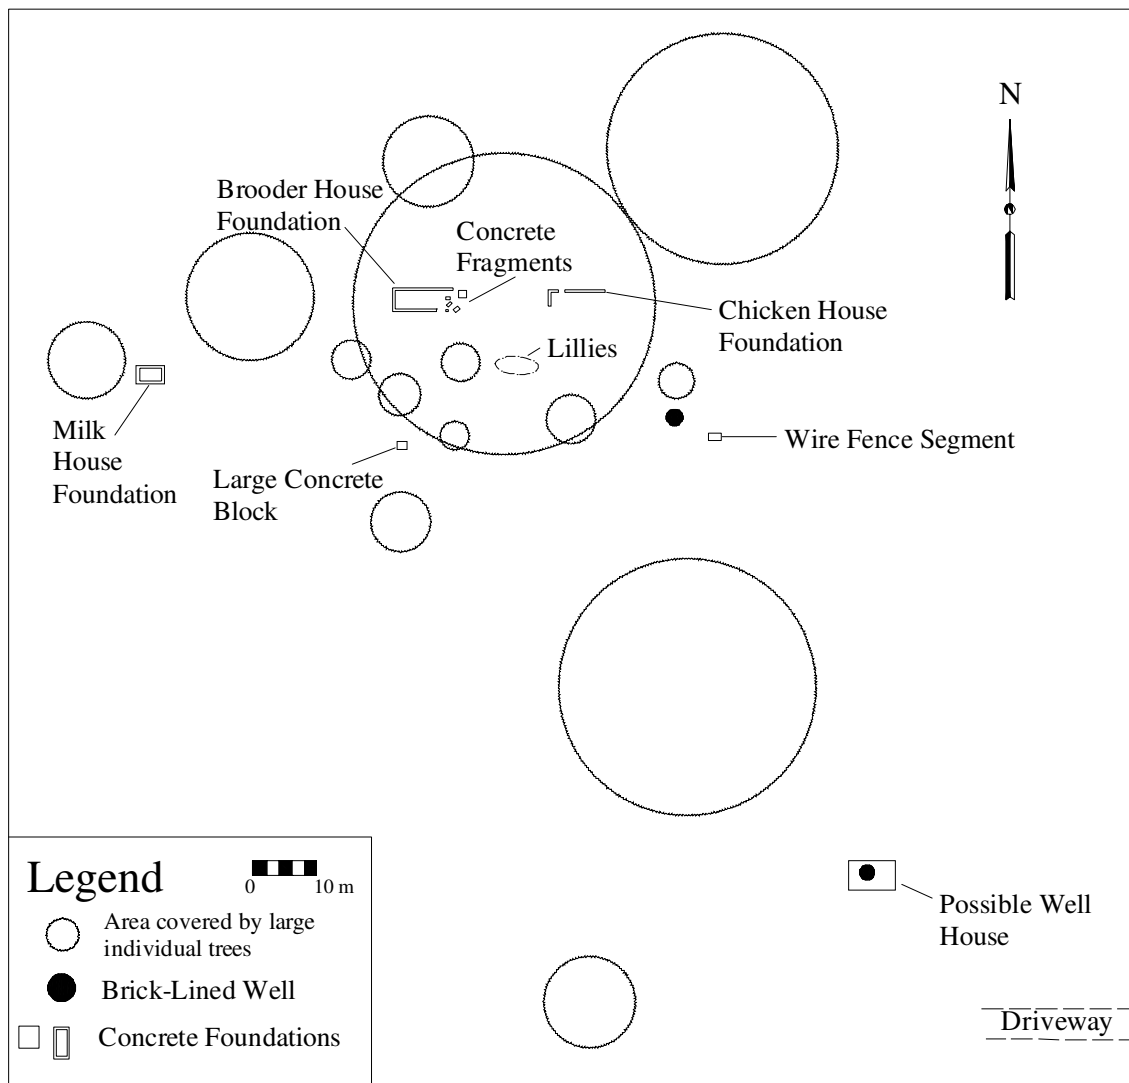 N
Brooder House
Foundation
Concrete
Fragments
Chicken House
Foundation
Lillies
Milk
House
Foundation
Large Concrete
Block
Wire Fence Segment
Legend
0 10 m
Area covered by large
individual trees
Brick-Lined Well
Concrete Foundations
Possible Well
House
Driveway